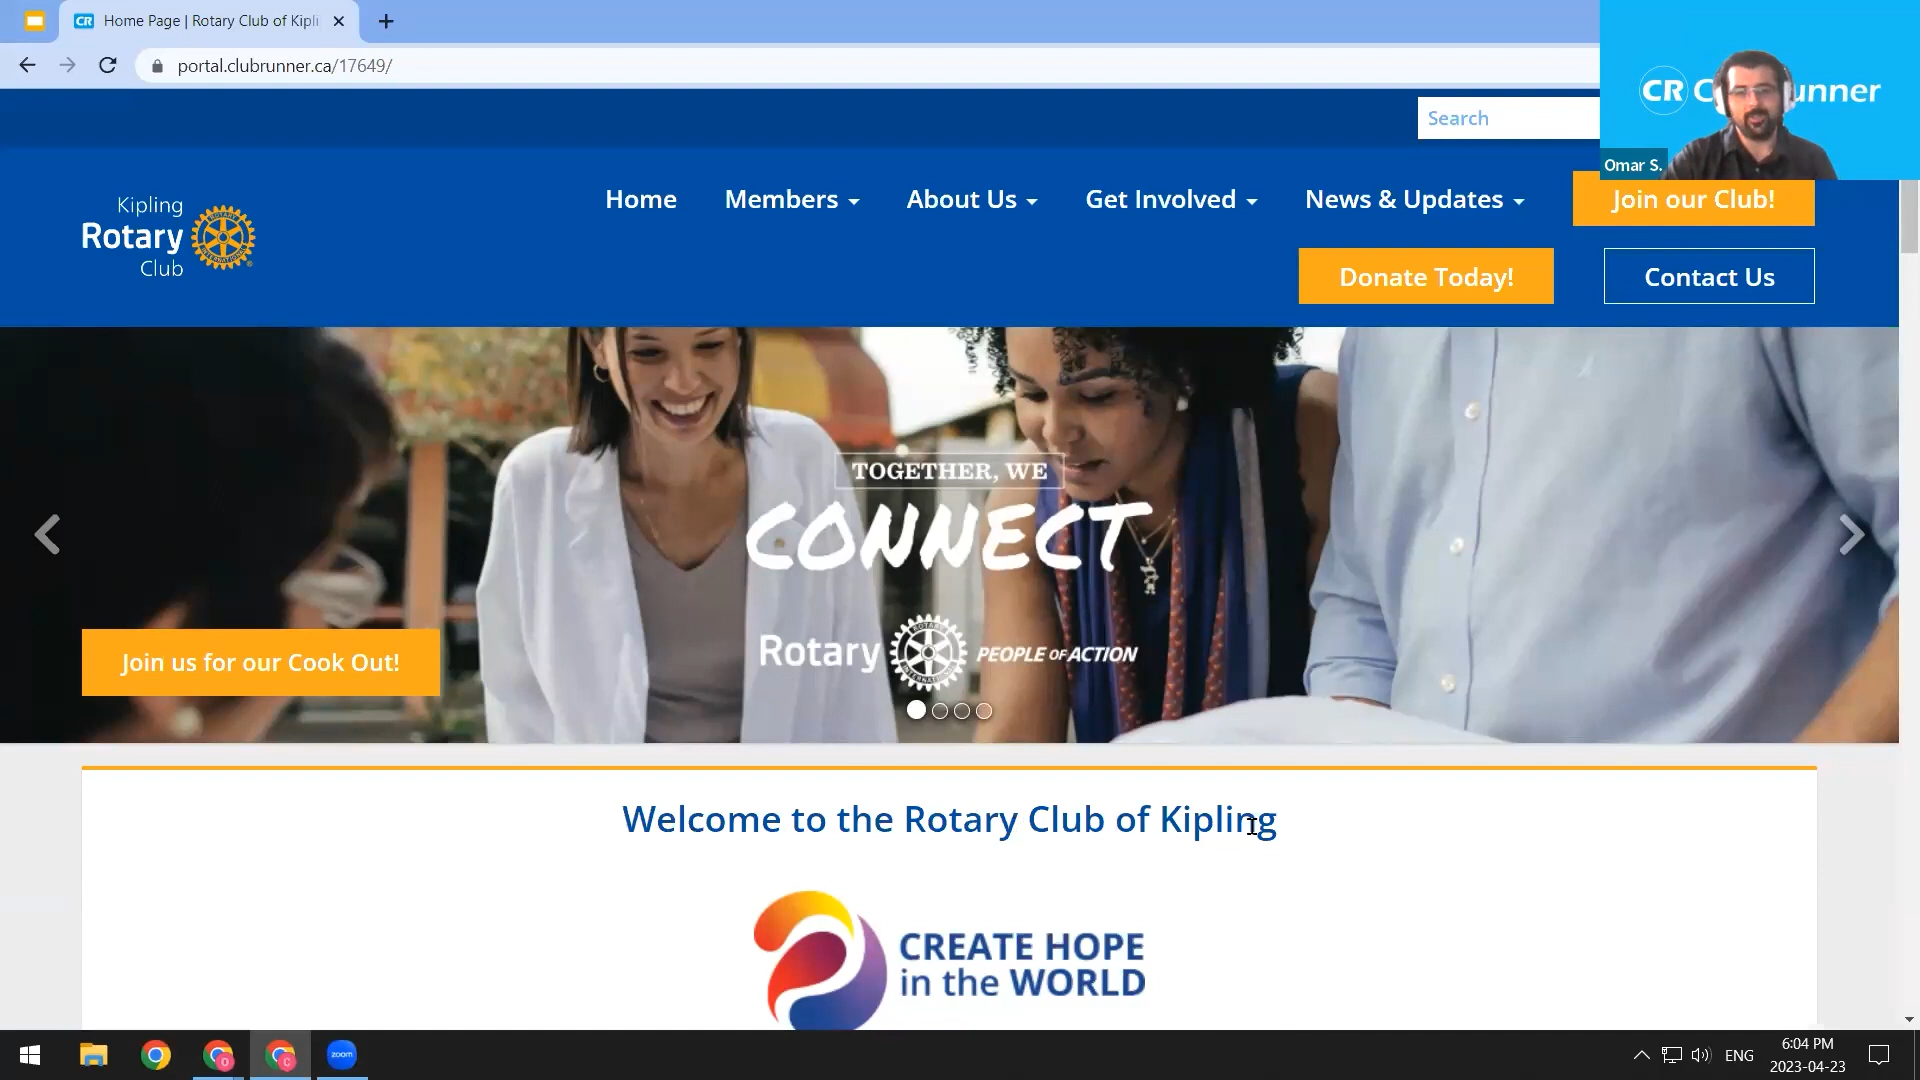 CR Home Page | Rotary Club of Kipli
portal.clubrunner.ca/17649/
Search
CR C unner
Omar S.
Kipling
Rotary
Club
Home
Members
About Us
Get Involved
News & Updates
Join our Club!
Donate Today!
Contact Us
TOGETHER, WE
CONNECT
Rotary PEOPLE OF ACTION
Join us for our Cook Out!
Welcome to the Rotary Club of Kipling
CREATE HOPE
in the WORLD
zoom
ENG
6:04 PM
2023-04-23